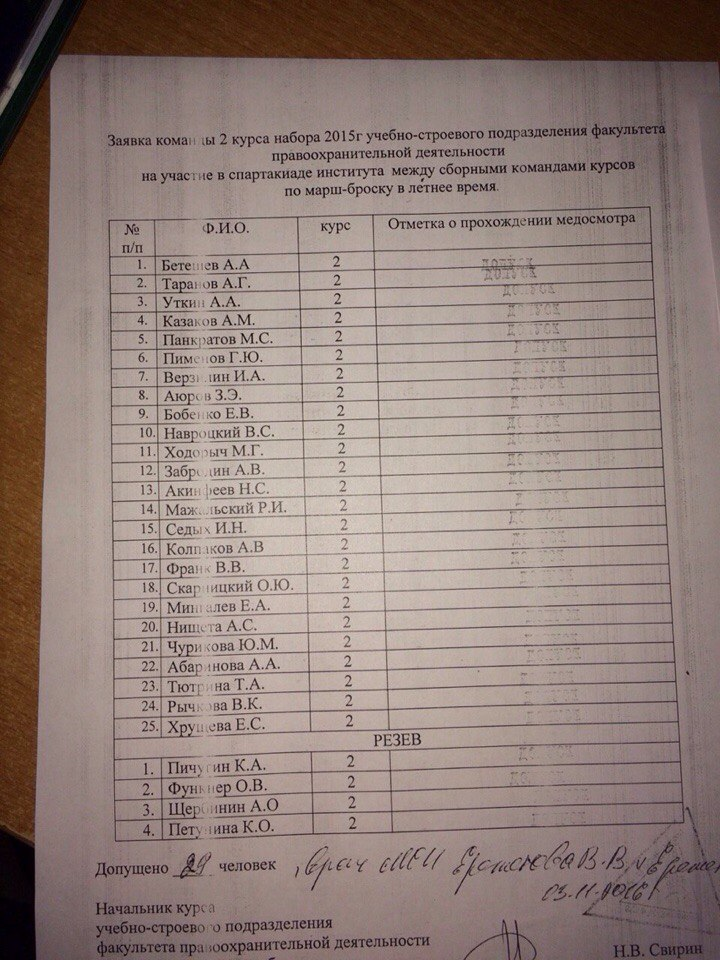 Заявка команды 2 курса набора 2015г учебно-строевого подразделения факультета
правоохранительной деятельности
на участие в спартакиаде института между сборными командами курсов
по марш-броску в летнее время.
№ п/п Ф.И.О. курс Отметка о прохождении медосмотра
1. Бетешев А.А 2 ДОПУСК
2. Таранов А.Г. 2 ДОПУСК
3. Уткин А.А. 2 ДОПУСК
4. Казаков А.М. 2 ДОПУСК
5. Панкратов М.С. 2 ДОПУСК
6. Пименов Г.Ю. 2 ДОПУСК
7. Верзилин И.А. 2 ДОПУСК
8. Аюров З.Э. 2 ДОПУСК
9. Бобенко Е.В. 2
10. Навроцкий В.С. 2 ДОПУСК
11. Ходорыч М.Г. 2 ДОПУСК
12. Забродин А.В. 2 ДОПУСК
13. Акинфеев Н.С. 2 ДОПУСК
14. Мажальский Р.И. 2 ДОПУСК
15. Седых И.Н. 2 ДОПУСК
16. Колпаков А.В 2 ДОПУСК
17. Франк В.В. 2 ДОПУСК
18. Скарницкий О.Ю. 2 ДОПУСК
19. Мингалев Е.А. 2
20. Нищета А.С. 2 ДОПУСК
21. Чурикова Ю.М. 2 ДОПУСК
22. Абаринова А.А. 2 ДОПУСК
23. Тютрина Т.А. 2 ДОПУСК
24. Рычкова В.К. 2 ДОПУСК
25. Хрущева Е.С. 2 ДОПУСК
РЕЗЕВ
1. Пичугин К.А. 2 ДОПУСК
2. Функнер О.В. 2 ДОПУСК
3. Щербинин А.О 2
4. Петунина К.О. 2 ДОПУСК
Допущено 29 человек , врач В.В.
03.11.2016
Начальник курса
учебно-строевого подразделения
факультета правоохранительной деятельности
Н.В. Свирин